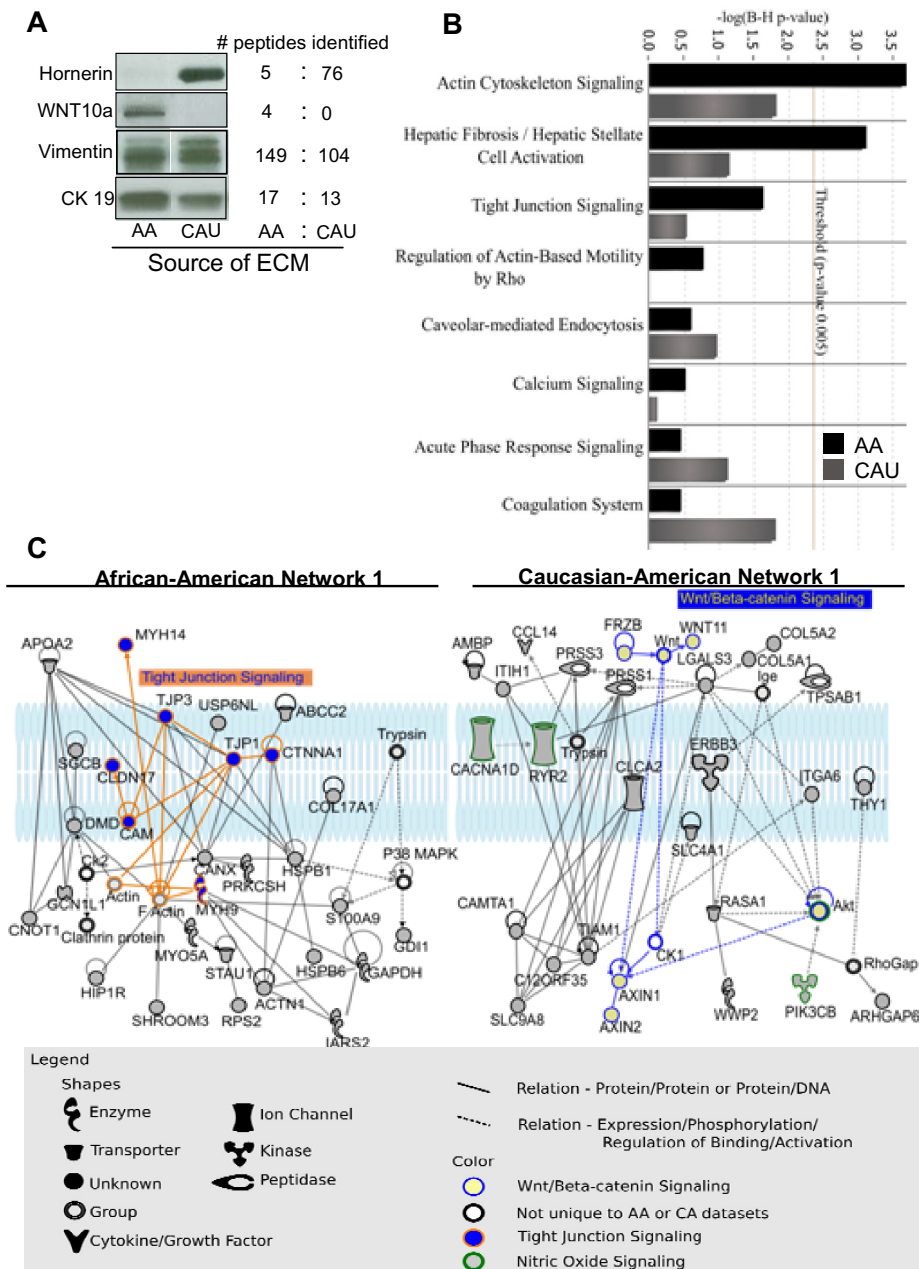 A
# peptides identified
Hornerin 5 : 76
WNT10a 4 : 0
Vimentin 149 : 104
CK 19 17 : 13
AA CAU AA : CAU
Source of ECM
B
-log(B-H p-value)
0.0 0.5 1.0 1.5 2.0 2.5 3.0 3.5
Actin Cytoskeleton Signaling
Hepatic Fibrosis / Hepatic Stellate
Cell Activation
Tight Junction Signaling
Regulation of Actin-Based Motility
by Rho
Caveolar-mediated Endocytosis
Calcium Signaling
Acute Phase Response Signaling
Coagulation System
Threshold (p-value 0.005)
AA
CAU
C
African-American Network 1
MYH14
APOA2
Tight Junction Signaling
TJP3
USP6NL
ABCC2
TJP1
CTNNA1
Trypsin
SGCB
CLDN17
COL17A1
DMD
CAM
P38 MAPK
Ck2
CANX
HSPB1
PRKCSH
Actin
GCN1L1
F Actin
MYH9
S100A9
CNOT1
Clathrin protein
GDI1
MYO5A
STAU1
HSPB6
GAPDH
HIP1R
ACTN1
SHROOM3
RPS2
IARS2
Caucasian-American Network 1
Wnt/Beta-catenin Signaling
FRZB
WNT11
CCL14
Wnt
COL5A2
AMBP
PRSS3
LGALS3
COL5A1
ITIH1
PRSS1
Ige
TPSAB1
Trypsin
ERBB3
CACNA1D
RYR2
CLCA2
ITGA6
THY1
SLC4A1
CAMTA1
TIAM1
RASA1
Akt
C12ORF35
CK1
RhoGap
AXIN1
SLC9A8
AXIN2
WWP2
PIK3CB
ARHGAP6
Legend
Shapes
Enzyme
Transporter
Unknown
Group
Cytokine/Growth Factor
Ion Channel
Kinase
Peptidase
Relation - Protein/Protein or Protein/DNA
Relation - Expression/Phosphorylation/
Regulation of Binding/Activation
Color
Wnt/Beta-catenin Signaling
Not unique to AA or CA datasets
Tight Junction Signaling
Nitric Oxide Signaling